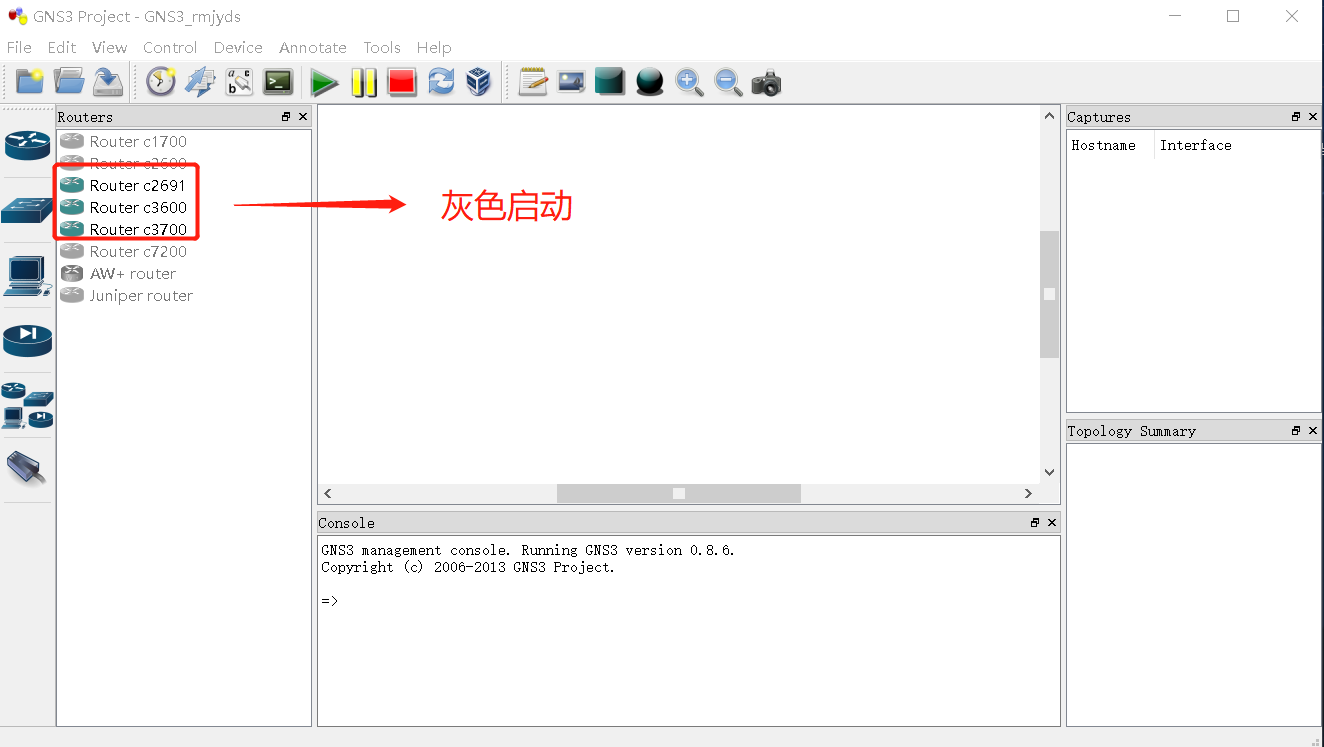 GNS3 Project - GNS3_rmjyds
File Edit View Control Device Annotate Tools Help
Routers
Router c1700
Router c2600
Router c2691
Router c3600
Router c3700
Router c7200
AW+ router
Juniper router
灰色启动
Captures
Hostname Interface
Topology Summary
Console
GNS3 management console. Running GNS3 version 0.8.6.
Copyright (c) 2006-2013 GNS3 Project.
=>